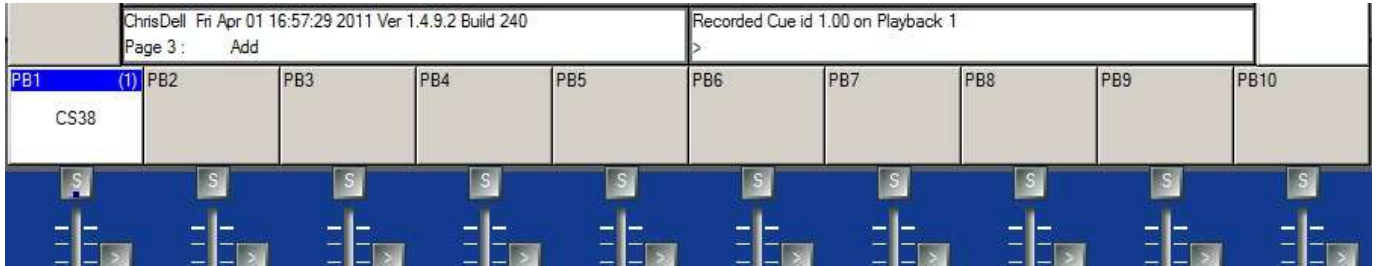 ChrisDell Fri Apr 01 16:57:29 2011 Ver 1.4.9.2 Build 240
Page 3 : Add
Recorded Cue id 1.00 on Playback 1
>
PB1 (1) PB2 PB3 PB4 PB5 PB6 PB7 PB8 PB9 PB10
CS38
S S S S S S S S S S
> > > > > > > > > >